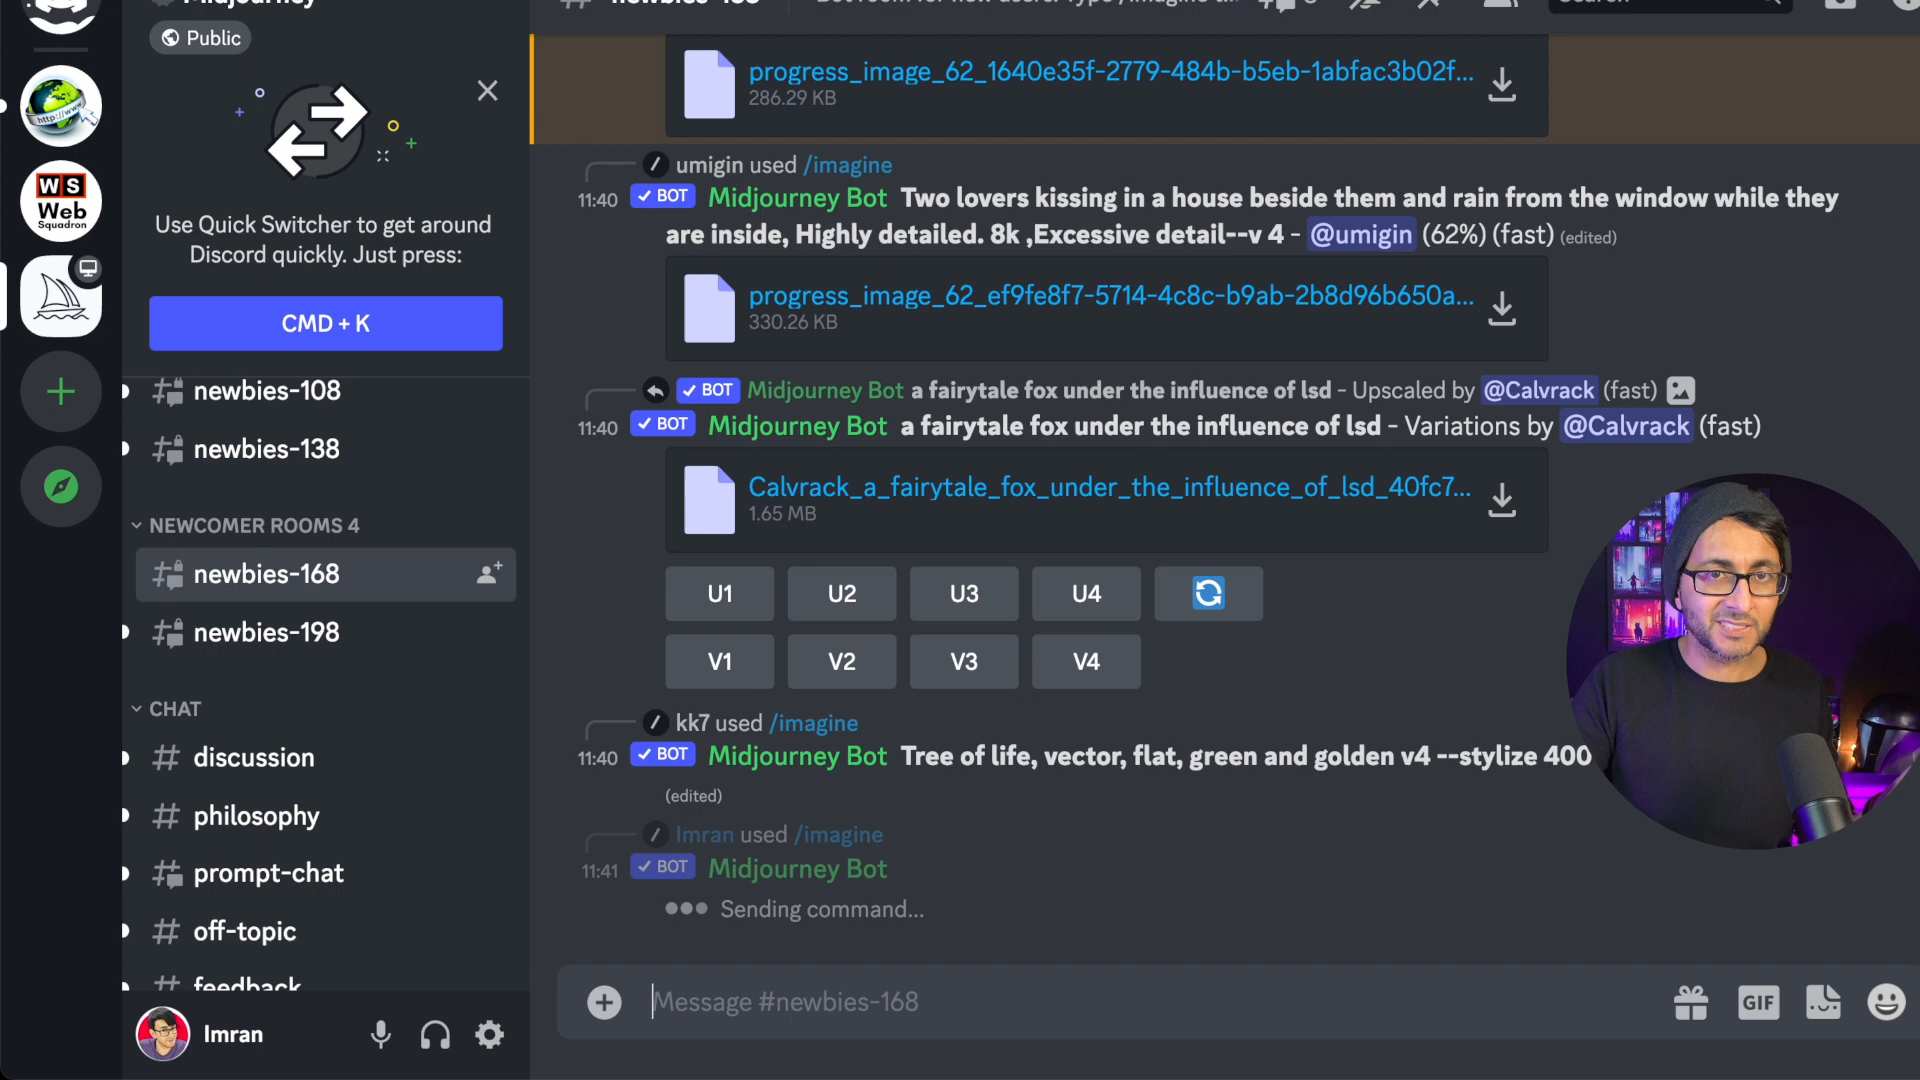 Midjourney
Public
Use Quick Switcher to get around
Discord quickly. Just press:
CMD + K
http://www
WS
Web
Squadron
newbies-108
newbies-138
NEWCOMER ROOMS 4
newbies-168
newbies-198
CHAT
discussion
philosophy
prompt-chat
off-topic
feedback
Imran
progress_image_62_1640e35f-2779-484b-b5eb-1abfac3b02f...
286.29 KB
umigin used /imagine
11:40 BOT Midjourney Bot Two lovers kissing in a house beside them and rain from the window while they
are inside, Highly detailed. 8k ,Excessive detail--v 4 - @umigin (62%) (fast) (edited)
progress_image_62_ef9fe8f7-5714-4c8c-b9ab-2b8d96b650a...
330.26 KB
BOT Midjourney Bot a fairytale fox under the influence of lsd - Upscaled by @Calvrack (fast)
11:40 BOT Midjourney Bot a fairytale fox under the influence of lsd - Variations by @Calvrack (fast)
Calvrack_a_fairytale_fox_under_the_influence_of_lsd_40fc7...
1.65 MB
U1 U2 U3 U4
V1 V2 V3 V4
kk7 used /imagine
11:40 BOT Midjourney Bot Tree of life, vector, flat, green and golden v4 --stylize 400
(edited)
Imran used /imagine
11:41 BOT Midjourney Bot
Sending command...
Message #newbies-168
GIF